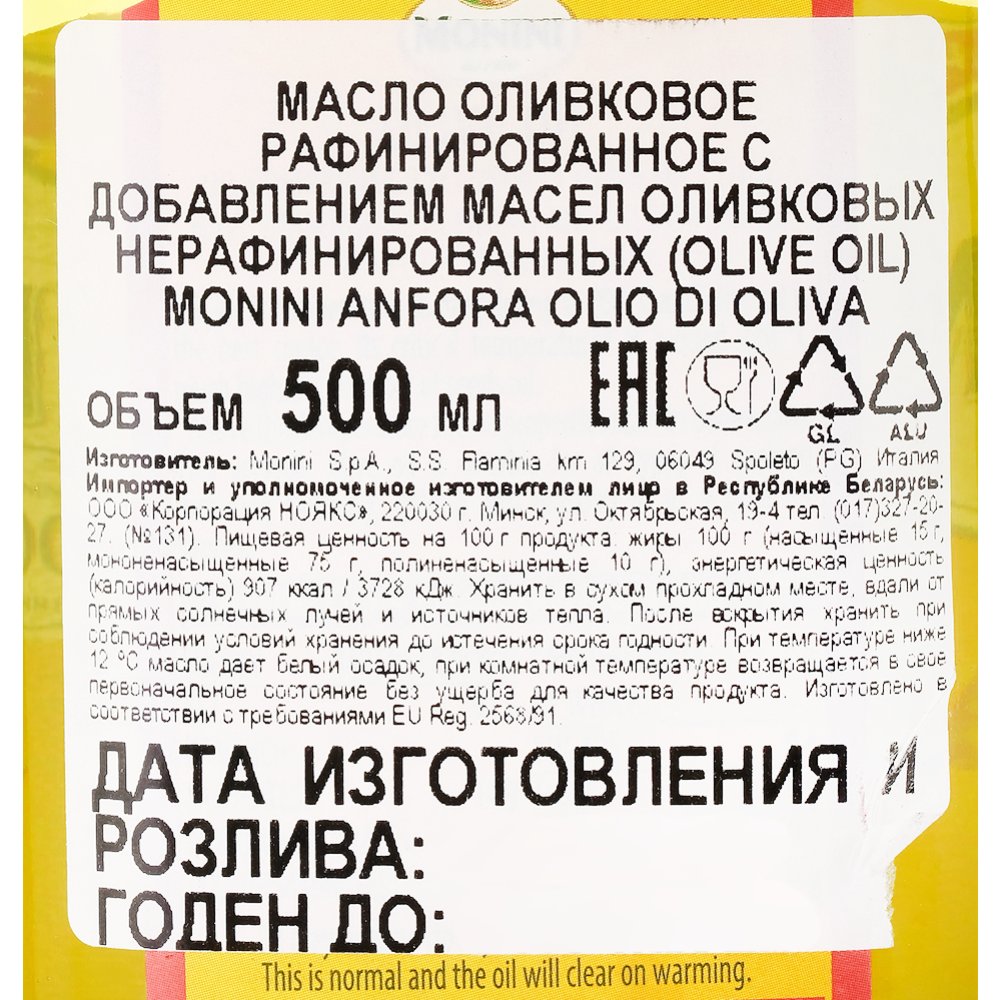 MONINI
МАСЛО ОЛИВКОВОЕ
РАФИНИРОВАННОЕ С
ДОБАВЛЕНИЕМ МАСЕЛ ОЛИВКОВЫХ
НЕРАФИНИРОВАННЫХ (OLIVE OIL)
MONINI ANFORA OLIO DI OLIVA
ОБЪЕМ 500 МЛ
EAC
GL ALU
Изготовитель: Monini S.p.A., S.S. Flaminia km 129, 06049 Spoleto (PG) Италия
Импортер и уполномоченное изготовителем лицо в Республике Беларусь:
ООО «Корпорация НОЯКС», 220030 г. Минск, ул. Октябрьская, 19-4 тел. (017)327-20-
27. (№131). Пищевая ценность на 100 г продукта: жиры 100 г (насыщенные 15 г,
мононенасыщенные 75 г, полиненасыщенные 10 г), энергетическая ценность
(калорийность) 907 ккал / 3728 кДж. Хранить в сухом прохладном месте, вдали от
прямых солнечных лучей и источников тепла. После вскрытия хранить при
соблюдении условий хранения до истечения срока годности. При температуре ниже
12 °С масло дает белый осадок, при комнатной температуре возвращается в свое
первоначальное состояние без ущерба для качества продукта. Изготовлено в
соответствии с требованиями EU Reg. 2568/91.
ДАТА ИЗГОТОВЛЕНИЯ И
РОЗЛИВА:
ГОДЕН ДО:
This is normal and the oil will clear on warming.